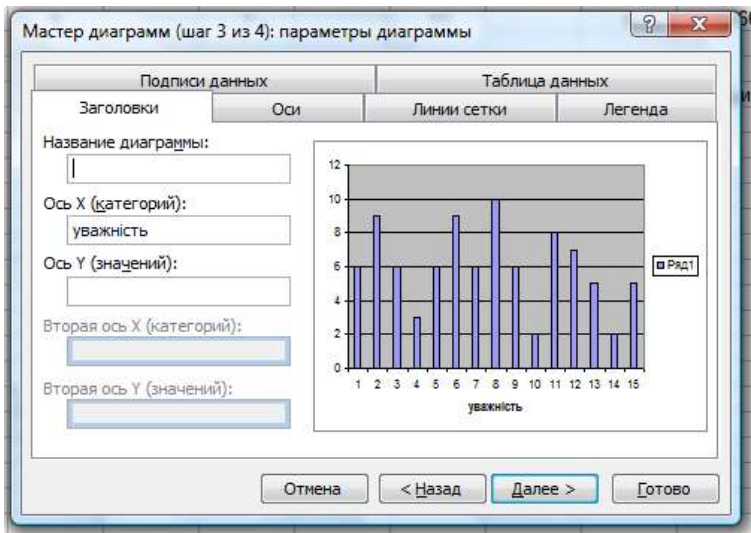 Мастер диаграмм (шаг 3 из 4): параметры диаграммы
Подписи данных
Таблица данных
Заголовки
Оси
Линии сетки
Легенда
Название диаграммы:
Ось X (категорий):
уважність
Ось Y (значений):
Вторая ось X (категорий):
Вторая ось Y (значений):
12
10
8
6
4
2
0
1 2 3 4 5 6 7 8 9 10 11 12 13 14 15
уважність
Ряд1
Отмена
< Назад
Далее >
Готово